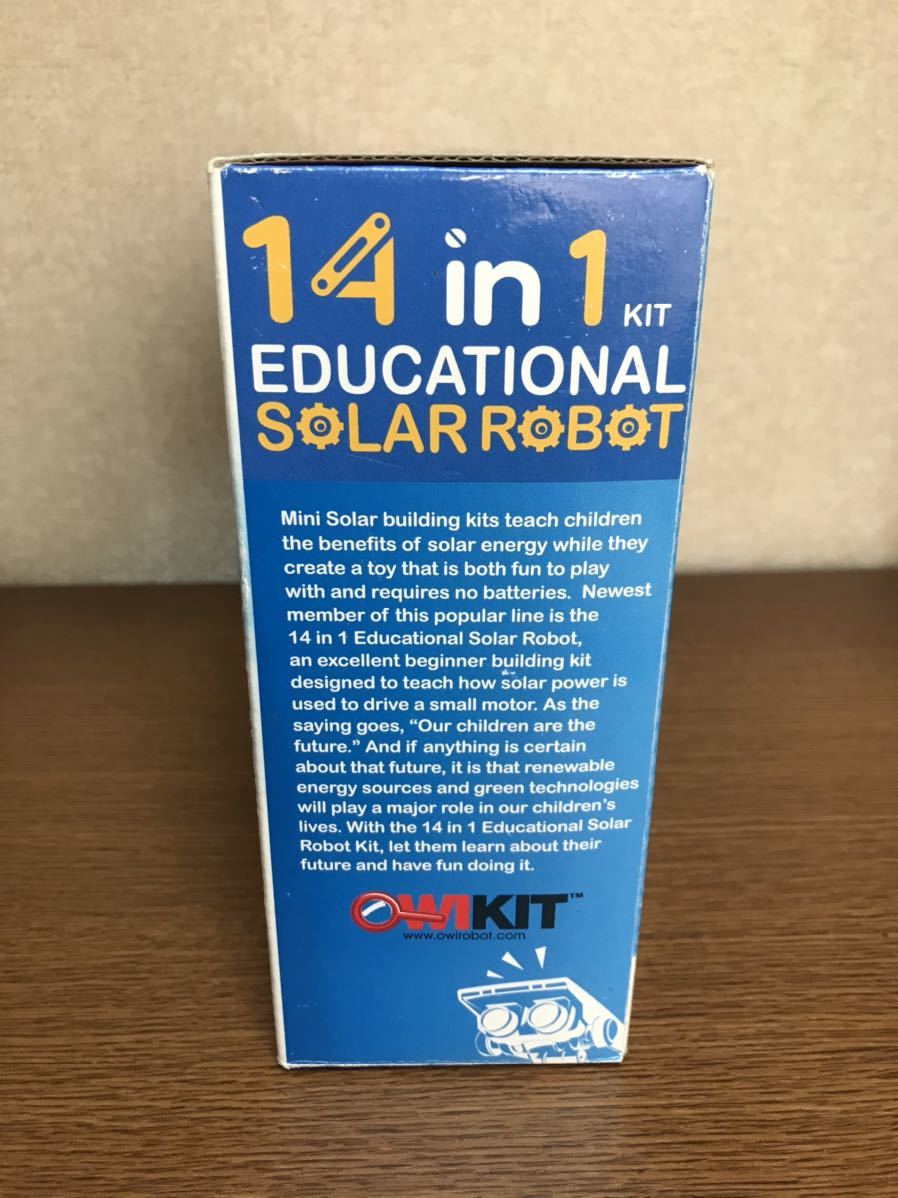 14 in 1 KIT
EDUCATIONAL
SOLAR ROBOT
Mini Solar building kits teach children
the benefits of solar energy while they
create a toy that is both fun to play
with and requires no batteries. Newest
member of this popular line is the
14 in 1 Educational Solar Robot,
an excellent beginner building kit
designed to teach how solar power is
used to drive a small motor. As the
saying goes, “Our children are the
future.” And if anything is certain
about that future, it is that renewable
energy sources and green technologies
will play a major role in our children’s
lives. With the 14 in 1 Educational Solar
Robot Kit, let them learn about their
future and have fun doing it.
OWIKIT™
www.owirobot.com